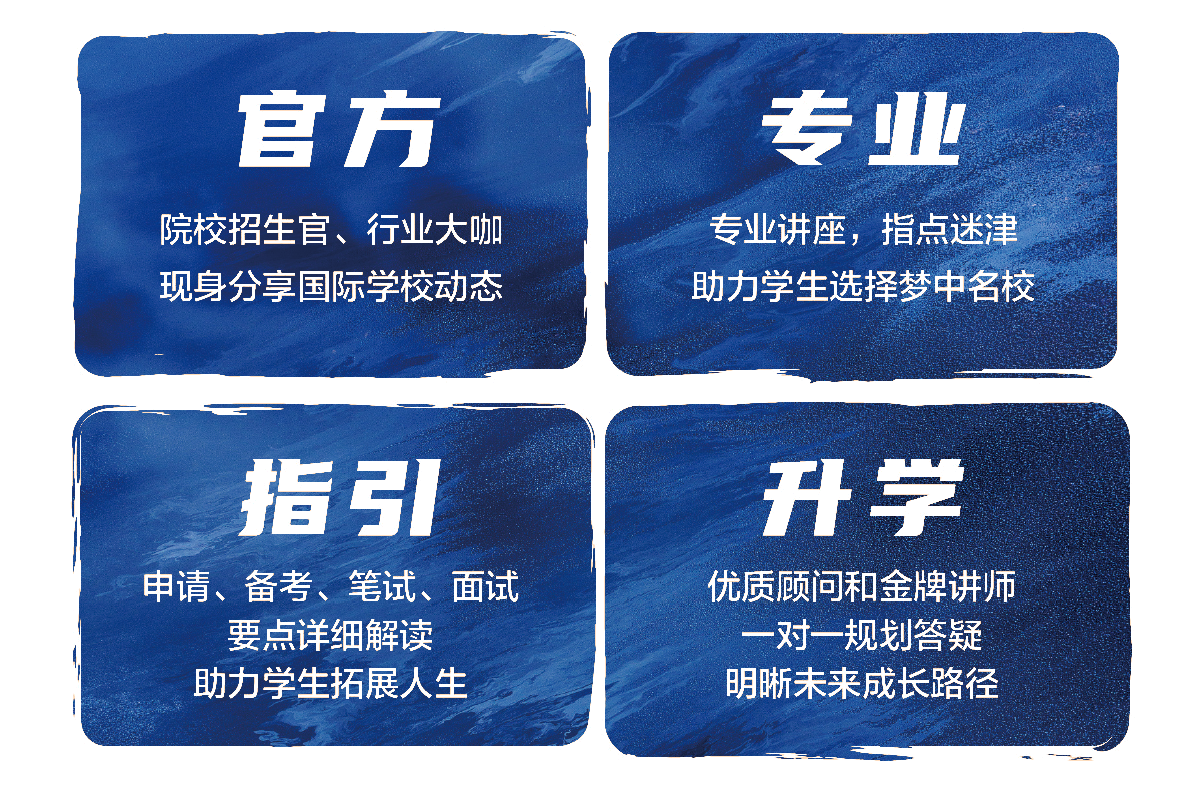 官方
院校招生官、行业大咖
现身分享国际学校动态
专业
专业讲座，指点迷津
助力学生选择梦中名校
指引
申请、备考、笔试、面试
要点详细解读
助力学生拓展人生
升学
优质顾问和金牌讲师
一对一规划答疑
明晰未来成长路径